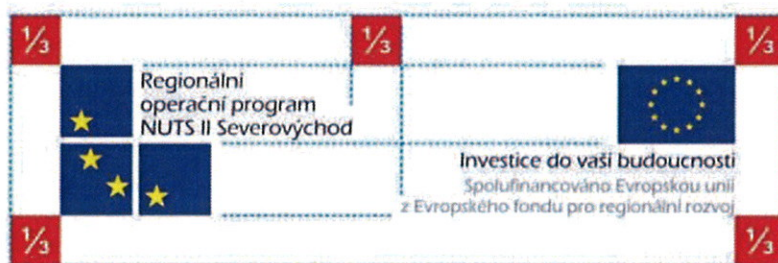 1/3
1/3
1/3
Regionální
operační program
NUTS II Severovýchod
Investice do vaší budoucnosti
Spolufinancováno Evropskou unií
z Evropského fondu pro regionální rozvoj
1/3
1/3